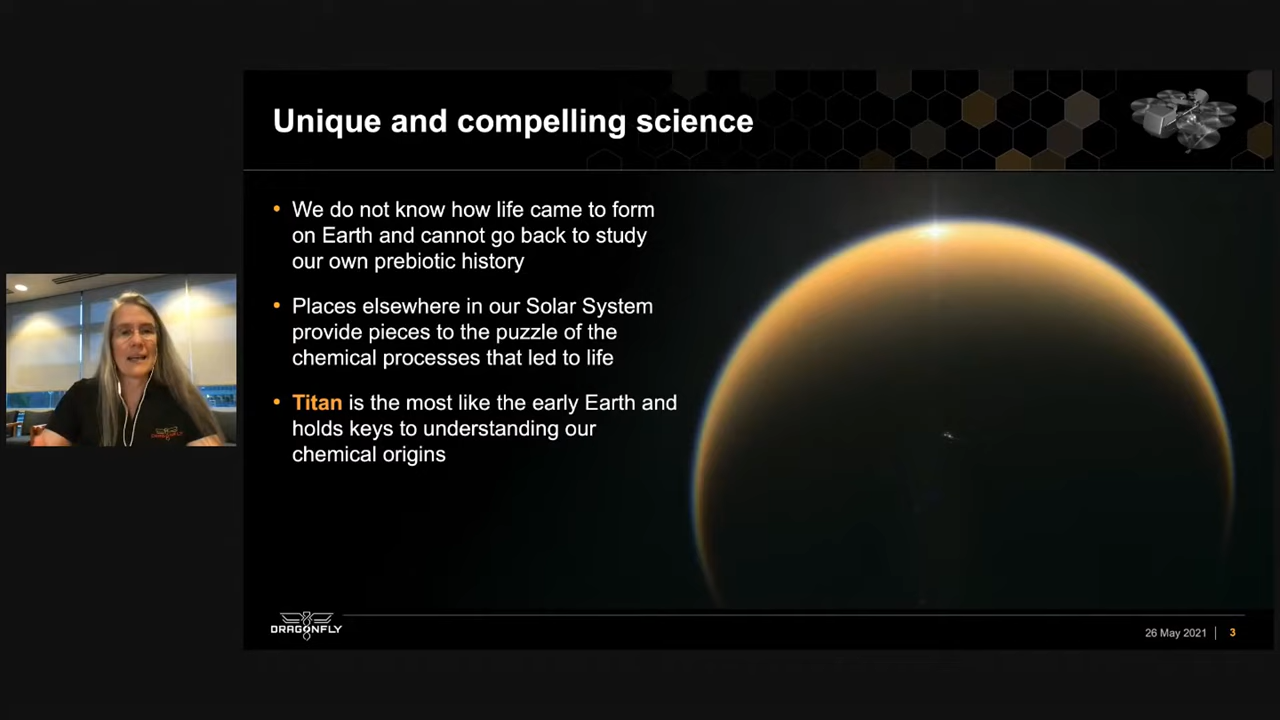 Unique and compelling science
• We do not know how life came to form
on Earth and cannot go back to study
our own prebiotic history
• Places elsewhere in our Solar System
provide pieces to the puzzle of the
chemical processes that led to life
• Titan is the most like the early Earth and
holds keys to understanding our
chemical origins
DRAGONFLY
DRAGONFLY
26 May 2021 | 3